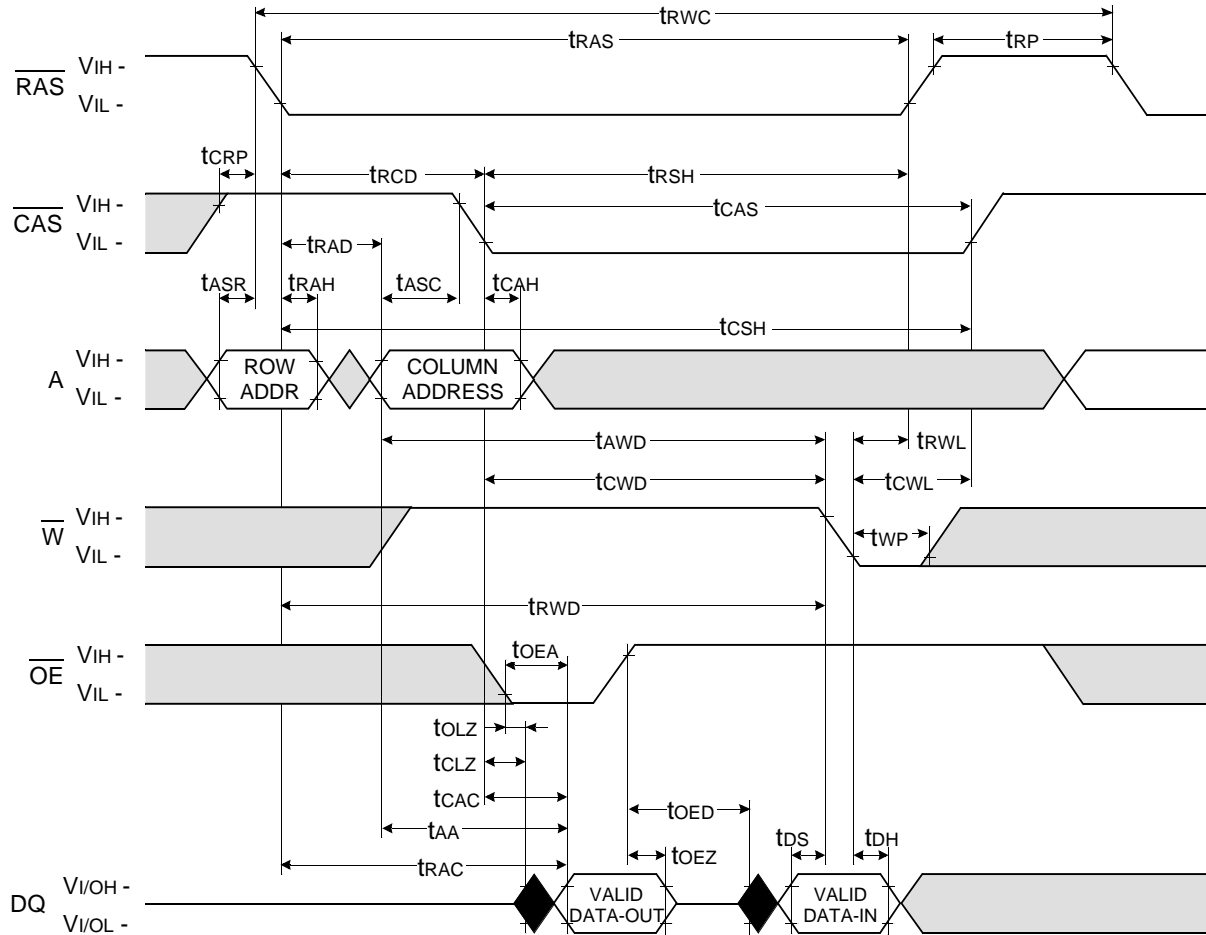 tRWC
tRAS
tRP
RAS
VIH -
VIL -
tCRP
tRCD
tRSH
CAS
VIH -
VIL -
tCAS
tRAD
tASR
tRAH
tASC
tCAH
tCSH
A
VIH -
VIL -
ROW
ADDR
COLUMN
ADDRESS
tAWD
tRWL
tCWD
tCWL
W
VIH -
VIL -
tWP
tRWD
OE
VIH -
VIL -
tOEA
tOLZ
tCLZ
tCAC
tOED
tAA
tDS
tDH
tOEZ
tRAC
DQ
VI/OH -
VI/OL -
VALID
DATA-OUT
VALID
DATA-IN